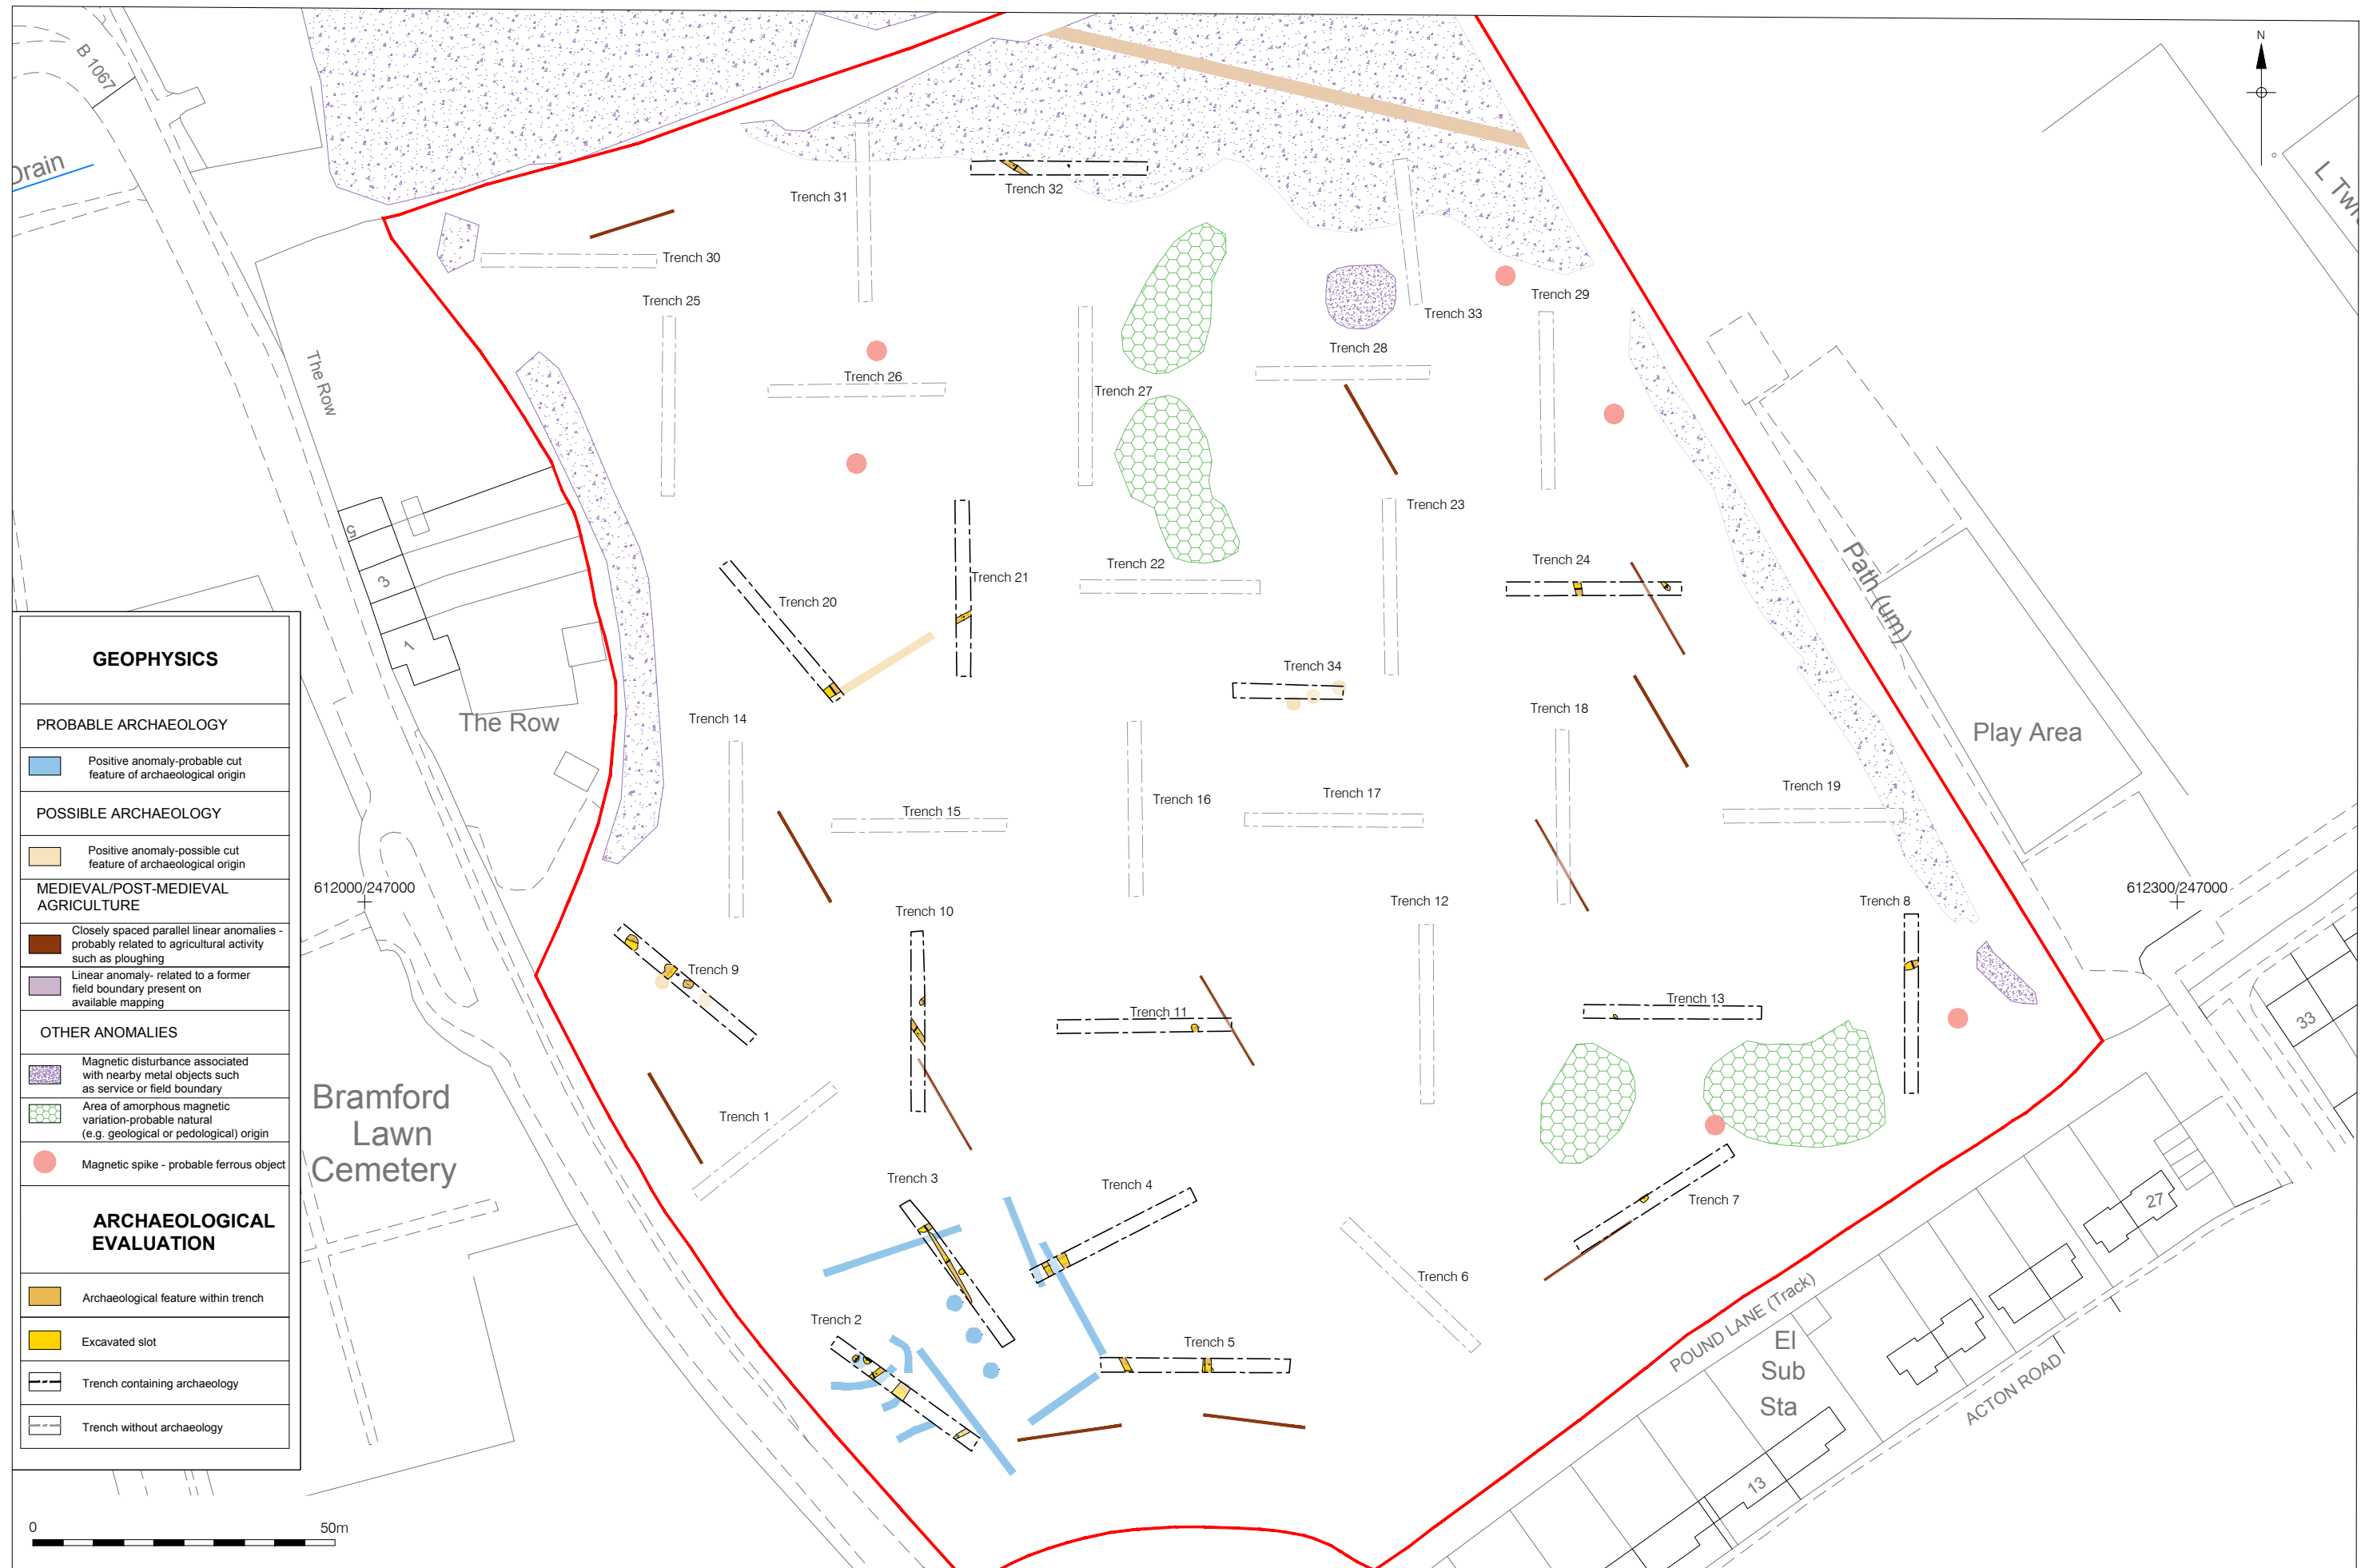 B 1067
Drain
N
L Tw
Trench 31
Trench 32
Trench 30
Trench 25
Trench 29
Trench 33
Trench 28
Trench 26
Trench 27
The Row
Trench 23
5
3
1
Trench 24
Trench 22
Trench 21
Trench 20
Path (um)
The Row
Trench 34
Trench 14
Trench 18
Play Area
Trench 19
Trench 17
Trench 16
Trench 15
612000/247000
612300/247000
Trench 8
Trench 12
Trench 10
Trench 9
Trench 13
Trench 11
33
Bramford
Lawn
Cemetery
Trench 1
Trench 3
Trench 4
Trench 7
27
Trench 6
Trench 2
Trench 5
POUND LANE (Track)
El
Sub
Sta
ACTON ROAD
13
GEOPHYSICS
PROBABLE ARCHAEOLOGY
Positive anomaly-probable cut
feature of archaeological origin
POSSIBLE ARCHAEOLOGY
Positive anomaly-possible cut
feature of archaeological origin
MEDIEVAL/POST-MEDIEVAL
AGRICULTURE
Closely spaced parallel linear anomalies -
probably related to agricultural activity
such as ploughing
Linear anomaly- related to a former
field boundary present on
available mapping
OTHER ANOMALIES
Magnetic disturbance associated
with nearby metal objects such
as service or field boundary
Area of amorphous magnetic
variation-probable natural
(e.g. geological or pedological) origin
Magnetic spike - probable ferrous object
ARCHAEOLOGICAL
EVALUATION
Archaeological feature within trench
Excavated slot
Trench containing archaeology
Trench without archaeology
0
50m